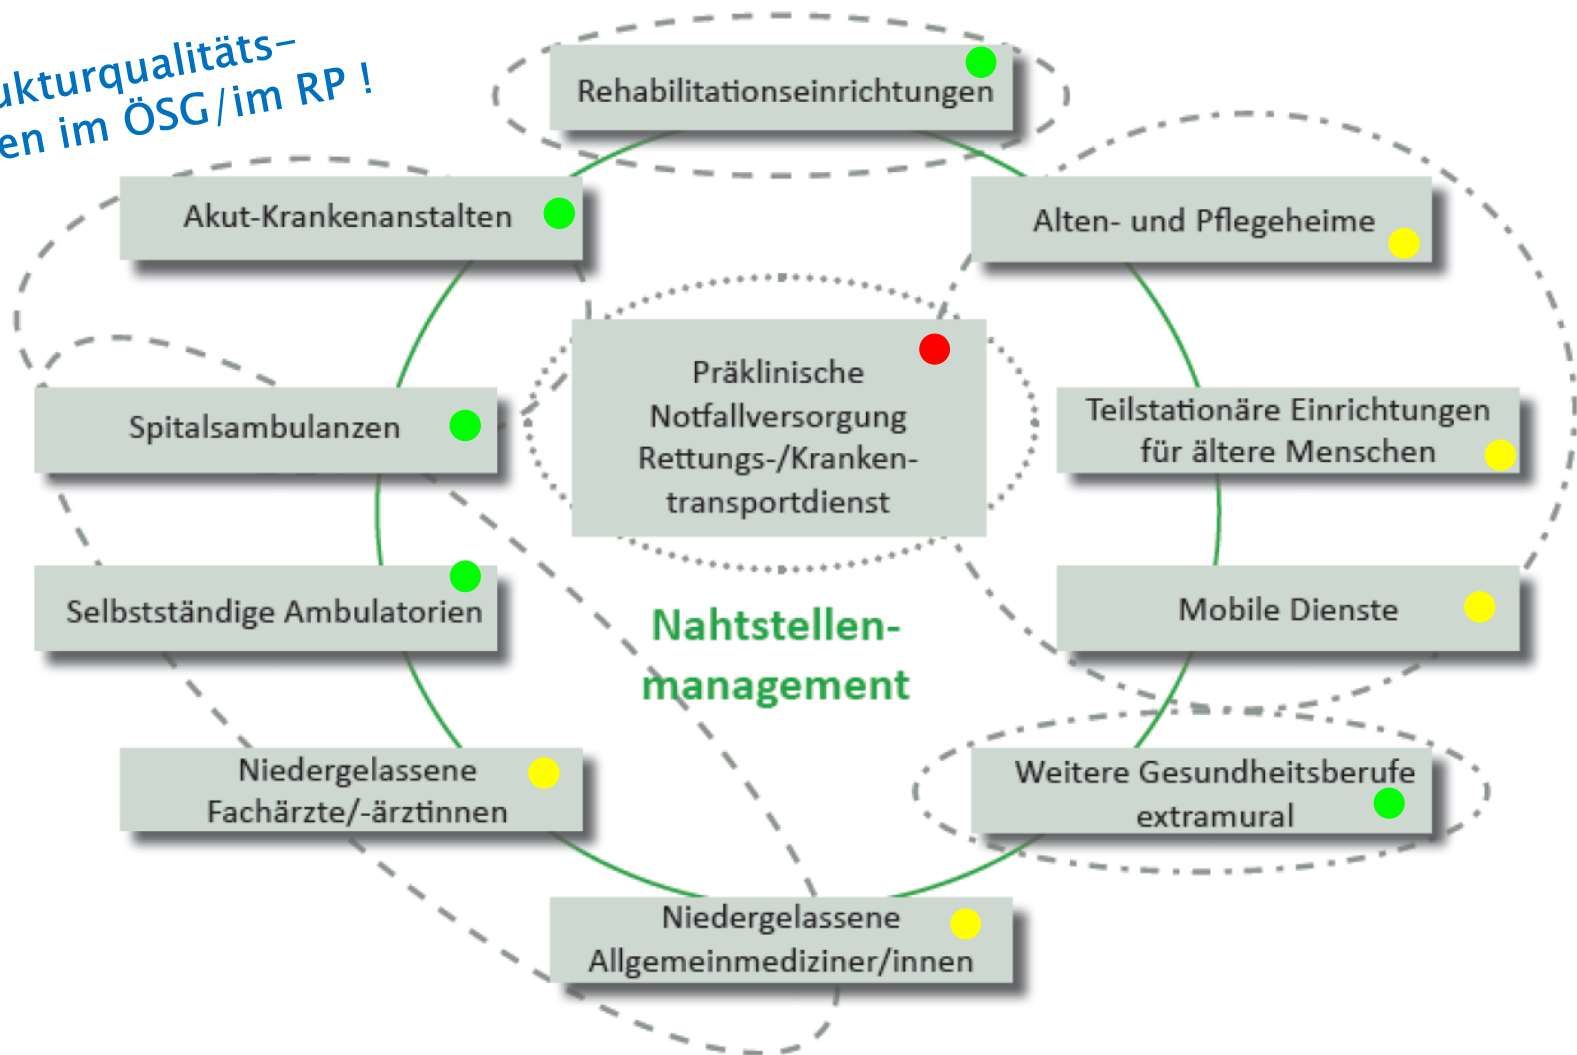 ukturqualitäts-
en im ÖSG/im RP !
Rehabilitationseinrichtungen
Akut-Krankenanstalten
Alten- und Pflegeheime
Präklinische
Notfallversorgung
Rettungs-/Kranken-
transportdienst
Spitalsambulanzen
Teilstationäre Einrichtungen
für ältere Menschen
Selbstständige Ambulatorien
Mobile Dienste
Nahtstellen-
management
Niedergelassene
Fachärzte/-ärztinnen
Weitere Gesundheitsberufe
extramural
Niedergelassene
Allgemeinmediziner/innen